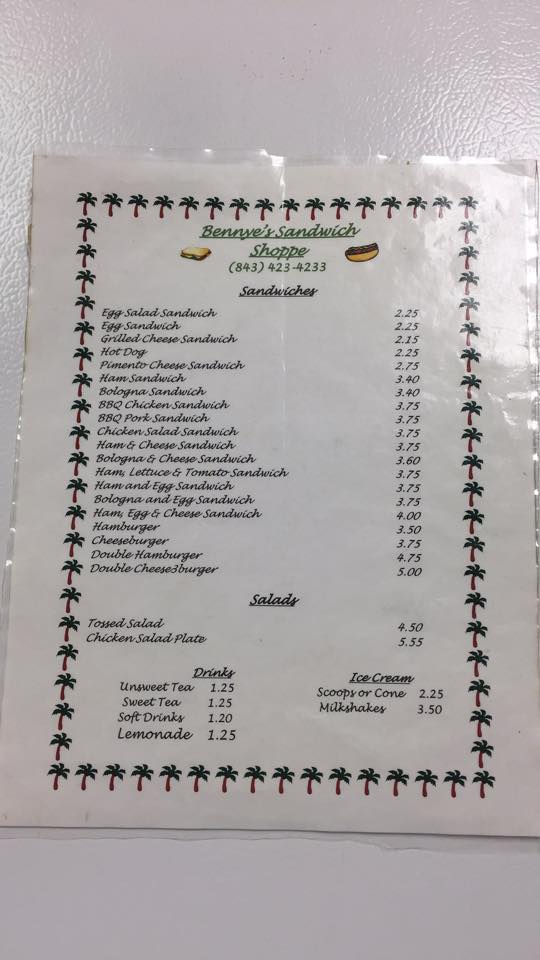 Bennye's Sandwich
Shoppe
(843) 423-4233
Sandwiches
Egg Salad Sandwich 2.25
Egg Sandwich 2.25
Grilled Cheese Sandwich 2.15
Hot Dog 2.25
Pimento Cheese Sandwich 2.75
Ham Sandwich 3.40
Bologna Sandwich 3.40
BBQ Chicken Sandwich 3.75
BBQ Pork Sandwich 3.75
Chicken Salad Sandwich 3.75
Ham & Cheese Sandwich 3.75
Bologna & Cheese Sandwich 3.60
Ham, Lettuce & Tomato Sandwich 3.75
Ham and Egg Sandwich 3.75
Bologna and Egg Sandwich 3.75
Ham, Egg & Cheese Sandwich 4.00
Hamburger 3.50
Cheeseburger 3.75
Double Hamburger 4.75
Double Cheese3burger 5.00
Salads
Tossed Salad 4.50
Chicken Salad Plate 5.55
Drinks
Unsweet Tea 1.25
Sweet Tea 1.25
Soft Drinks 1.20
Lemonade 1.25
Ice Cream
Scoops or Cone 2.25
Milkshakes 3.50